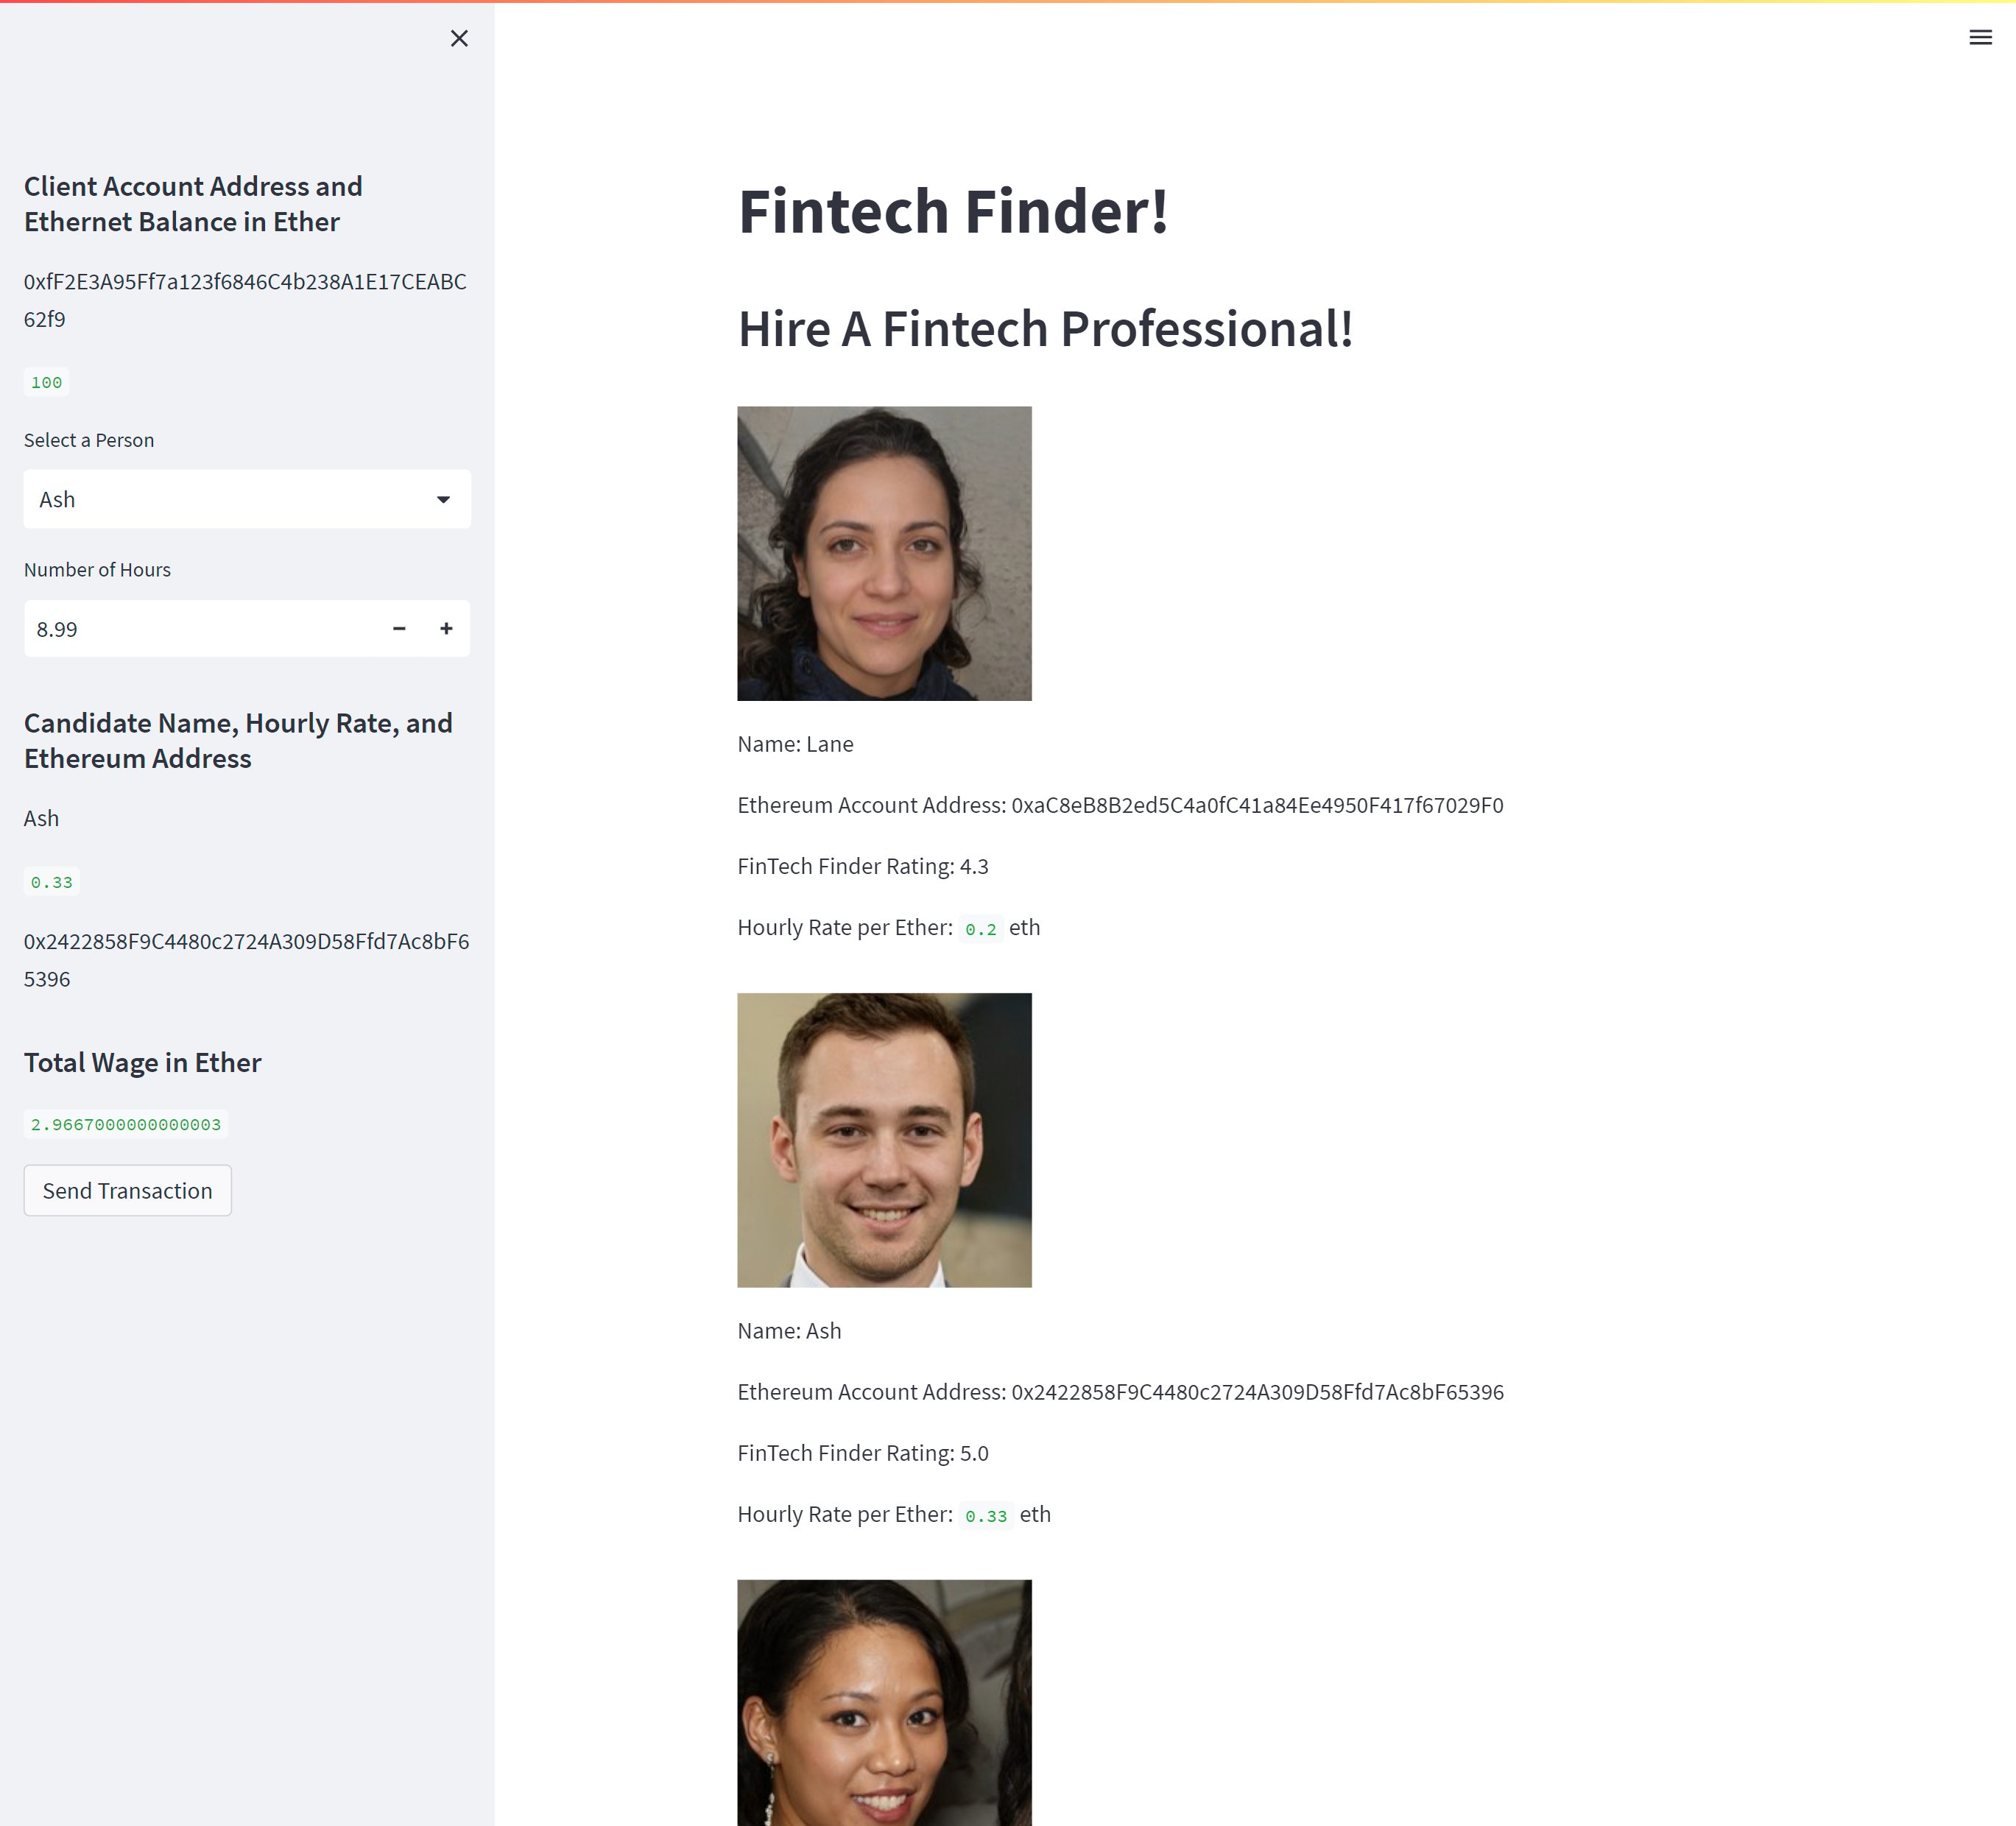 Client Account Address and
Ethernet Balance in Ether
0xfF2E3A95Ff7a123f6846C4b238A1E17CEABC
62f9
100
Select a Person
Ash
Number of Hours
8.99
Candidate Name, Hourly Rate, and
Ethereum Address
Ash
0.33
0x2422858F9C4480c2724A309D58Ffd7Ac8bF6
5396
Total Wage in Ether
2.9667000000000003
Send Transaction
Fintech Finder!
Hire A Fintech Professional!
Name: Lane
Ethereum Account Address: 0xaC8eB8B2ed5C4a0fC41a84Ee4950F417f67029F0
FinTech Finder Rating: 4.3
Hourly Rate per Ether: 0.2 eth
Name: Ash
Ethereum Account Address: 0x2422858F9C4480c2724A309D58Ffd7Ac8bF65396
FinTech Finder Rating: 5.0
Hourly Rate per Ether: 0.33 eth